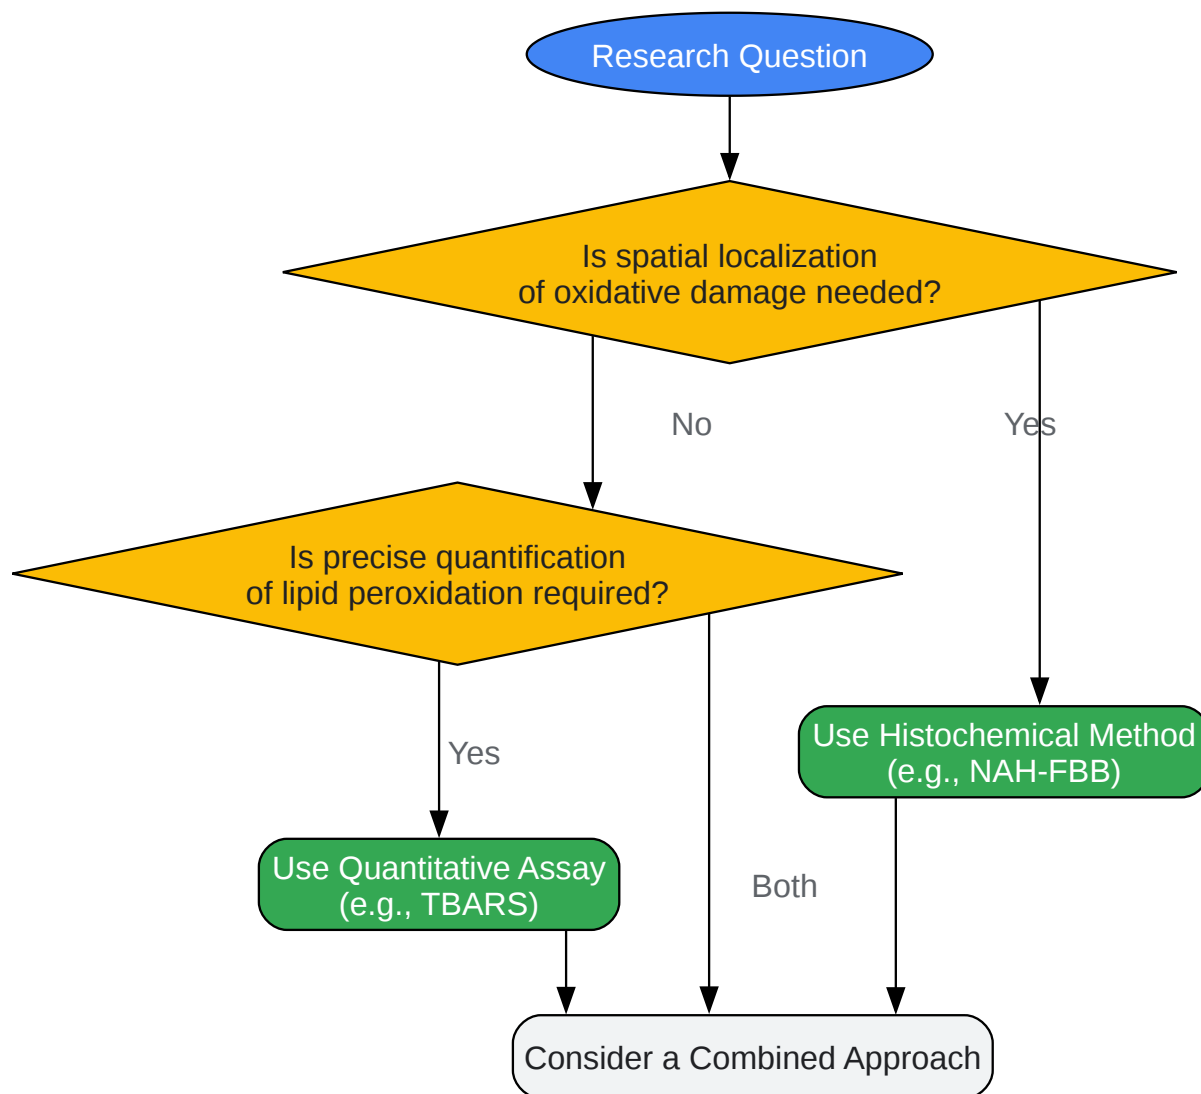 Research Question
Is spatial localization
of oxidative damage needed?
No
Yes
Is precise quantification
of lipid peroxidation required?
Use Histochemical Method
(e.g., NAH-FBB)
Yes
Use Quantitative Assay
(e.g., TBARS)
Both
Consider a Combined Approach